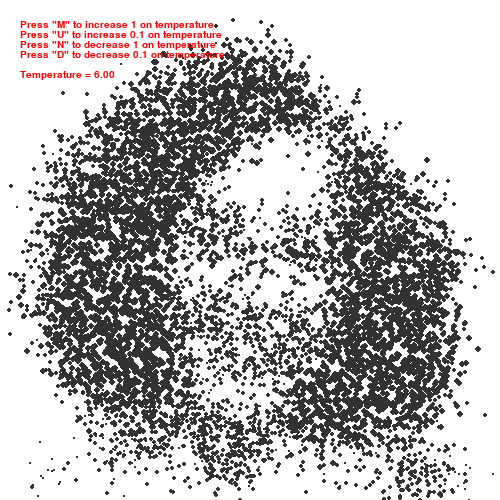 Press "M" to increase 1 on temperature
Press "U" to increase 0.1 on temperature
Press "N" to decrease 1 on temperature
Press "D" to decrease 0.1 on temperature
Temperature = 6.00